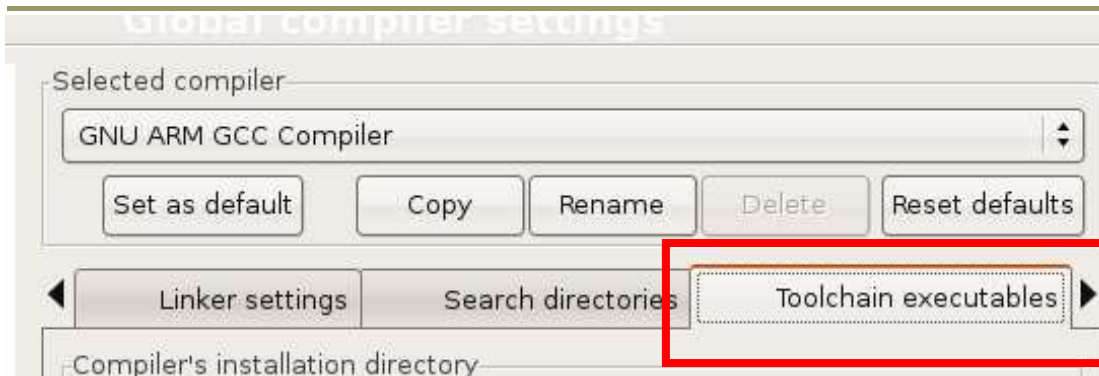 Global compiler settings
Selected compiler
GNU ARM GCC Compiler
Set as default Copy Rename Delete Reset defaults
Linker settings Search directories Toolchain executables
Compiler's installation directory